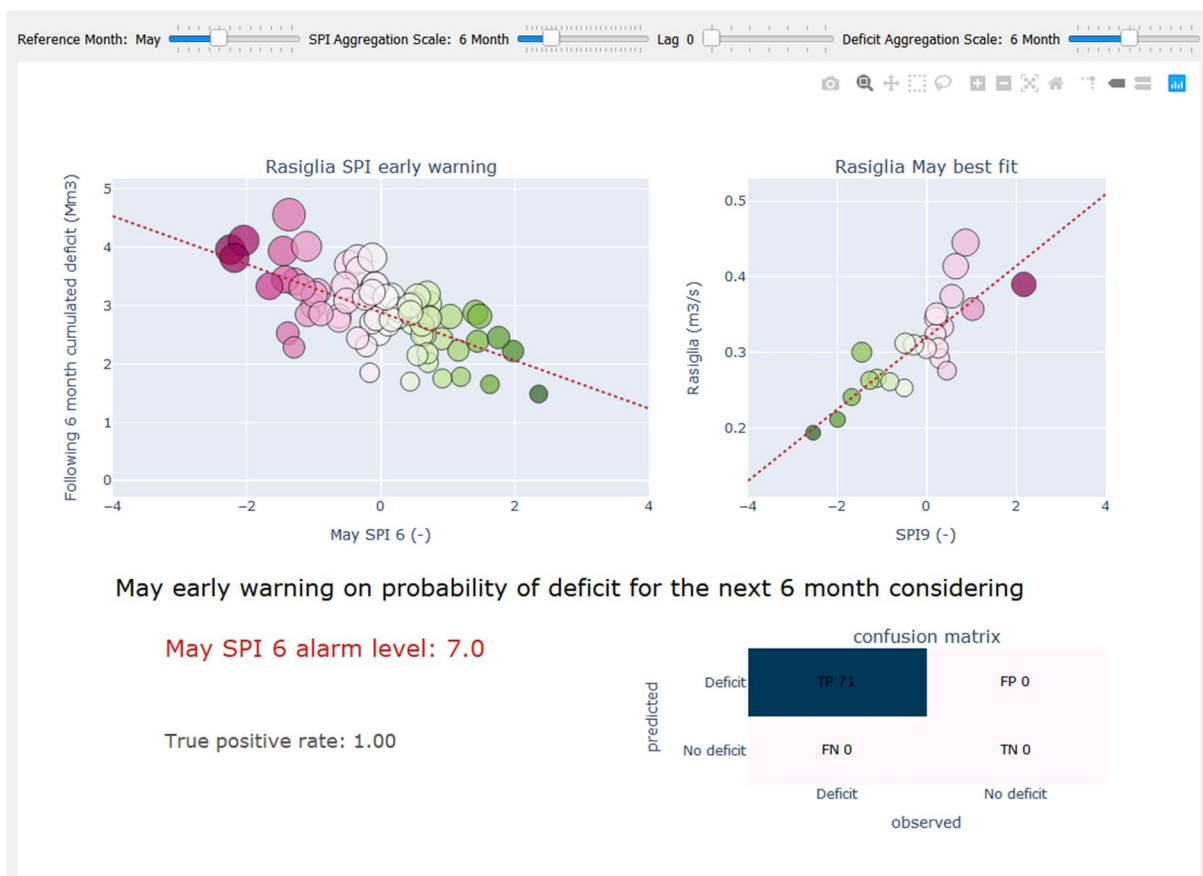 Reference Month: May
SPI Aggregation Scale: 6 Month
Lag 0
Deficit Aggregation Scale: 6 Month
Rasiglia SPI early warning
Following 6 month cumulated deficit (Mm3)
5
4
3
2
1
0
−4
−2
0
2
4
May SPI 6 (-)
Rasiglia May best fit
Rasiglia (m3/s)
0.5
0.4
0.3
0.2
−4
−2
0
2
4
SPI9 (-)
May early warning on probability of deficit for the next 6 month considering
May SPI 6 alarm level: 7.0
True positive rate: 1.00
confusion matrix
predicted
Deficit
TP 71
FP 0
No deficit
FN 0
TN 0
Deficit
No deficit
observed